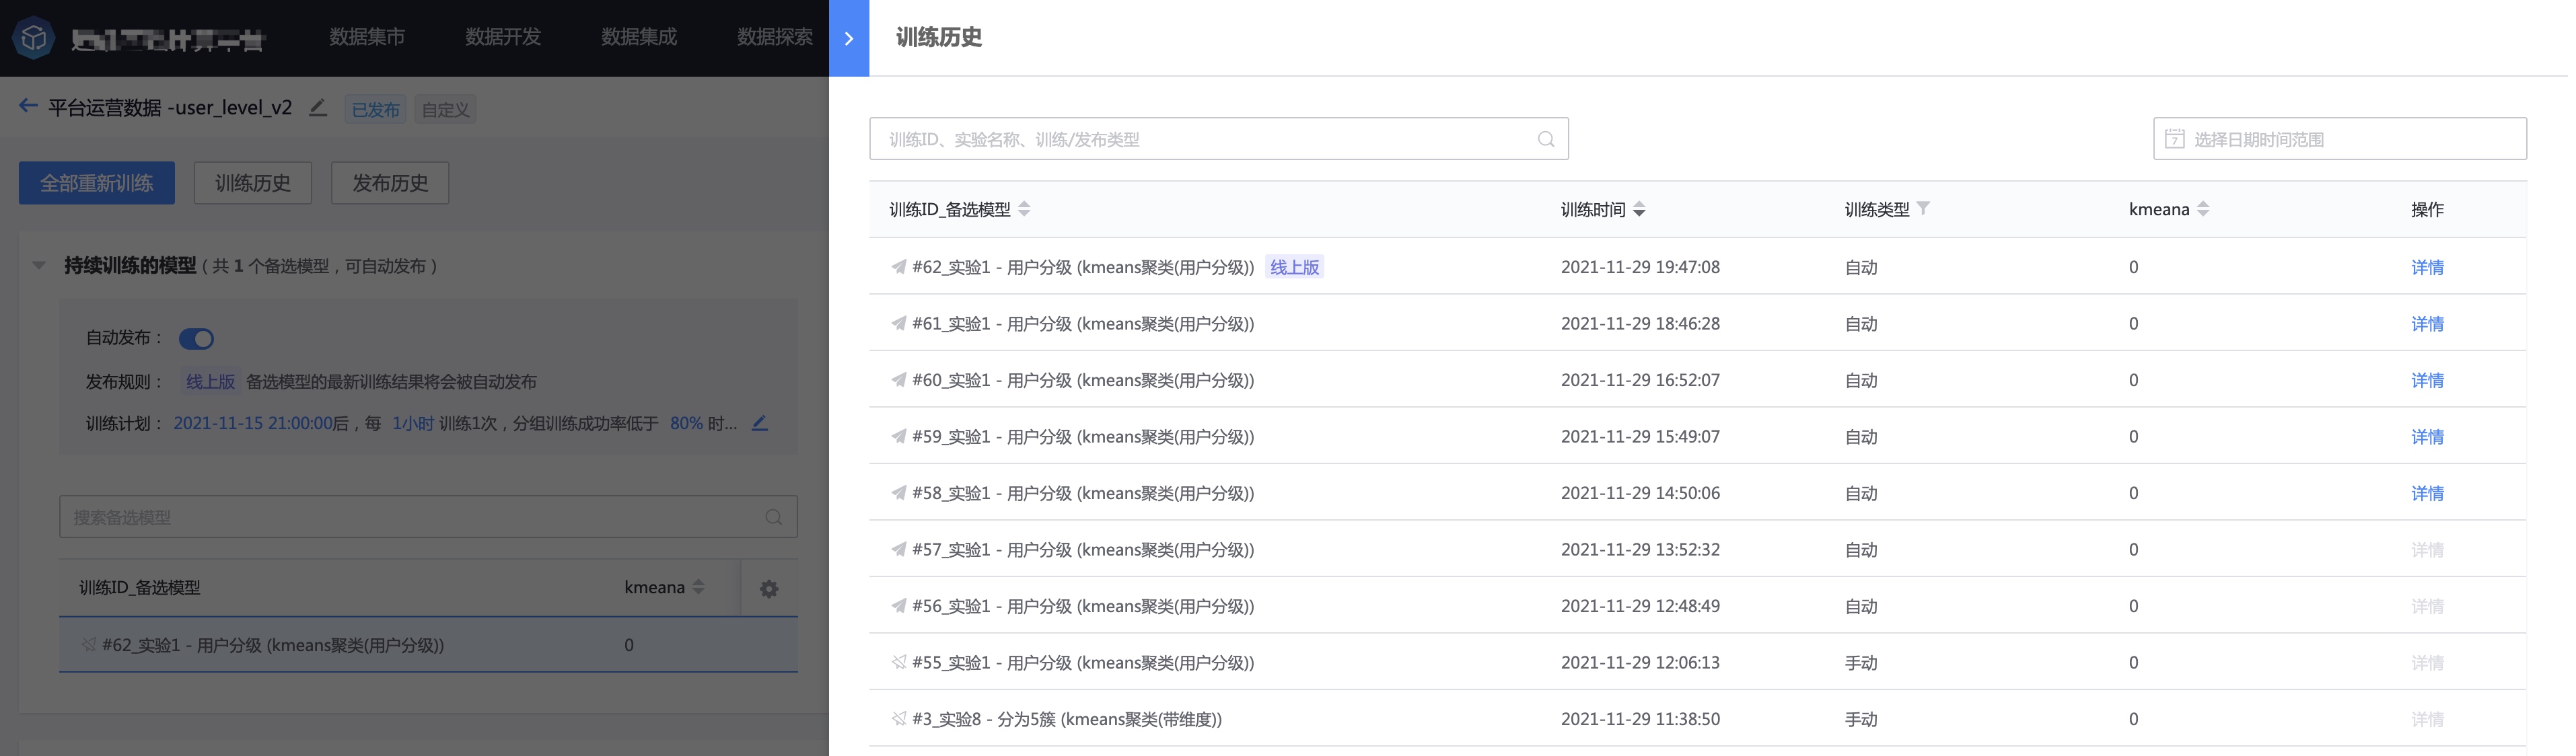 数据集市
数据开发
数据集成
数据探索
平台运营数据 -user_level_v2
已发布
自定义
全部重新训练
训练历史
发布历史
持续训练的模型 ( 共 1 个备选模型，可自动发布 )
自动发布：
发布规则： 线上版 备选模型的最新训练结果将会被自动发布
训练计划： 2021-11-15 21:00:00后，每 1小时 训练1次，分组训练成功率低于 80% 时...
搜索备选模型
训练ID_备选模型 kmeana
#62_实验1 - 用户分级 (kmeans聚类(用户分级)) 0
训练历史
训练ID、实验名称、训练/发布类型
7 选择日期时间范围
训练ID_备选模型 训练时间 训练类型 kmeana 操作
#62_实验1 - 用户分级 (kmeans聚类(用户分级)) 线上版 2021-11-29 19:47:08 自动 0 详情
#61_实验1 - 用户分级 (kmeans聚类(用户分级)) 2021-11-29 18:46:28 自动 0 详情
#60_实验1 - 用户分级 (kmeans聚类(用户分级)) 2021-11-29 16:52:07 自动 0 详情
#59_实验1 - 用户分级 (kmeans聚类(用户分级)) 2021-11-29 15:49:07 自动 0 详情
#58_实验1 - 用户分级 (kmeans聚类(用户分级)) 2021-11-29 14:50:06 自动 0 详情
#57_实验1 - 用户分级 (kmeans聚类(用户分级)) 2021-11-29 13:52:32 自动 0 详情
#56_实验1 - 用户分级 (kmeans聚类(用户分级)) 2021-11-29 12:48:49 自动 0 详情
#55_实验1 - 用户分级 (kmeans聚类(用户分级)) 2021-11-29 12:06:13 手动 0 详情
#3_实验8 - 分为5簇 (kmeans聚类(带维度)) 2021-11-29 11:38:50 手动 0 详情